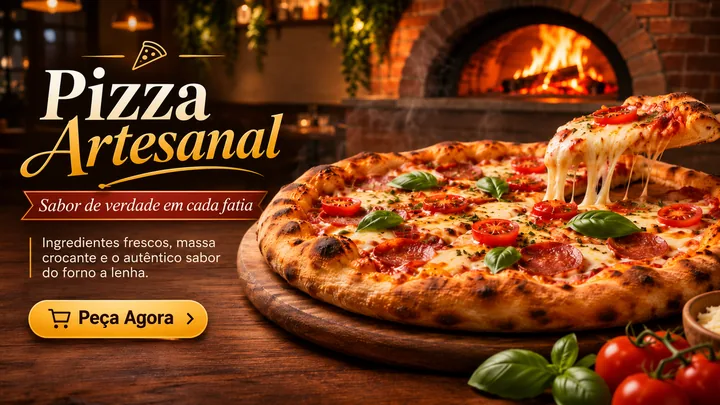 Pizza
Artesanal
Sabor de verdade em cada fatia
Ingredientes frescos, massa
crocante e o autêntico sabor
do forno a lenha.
Peça Agora